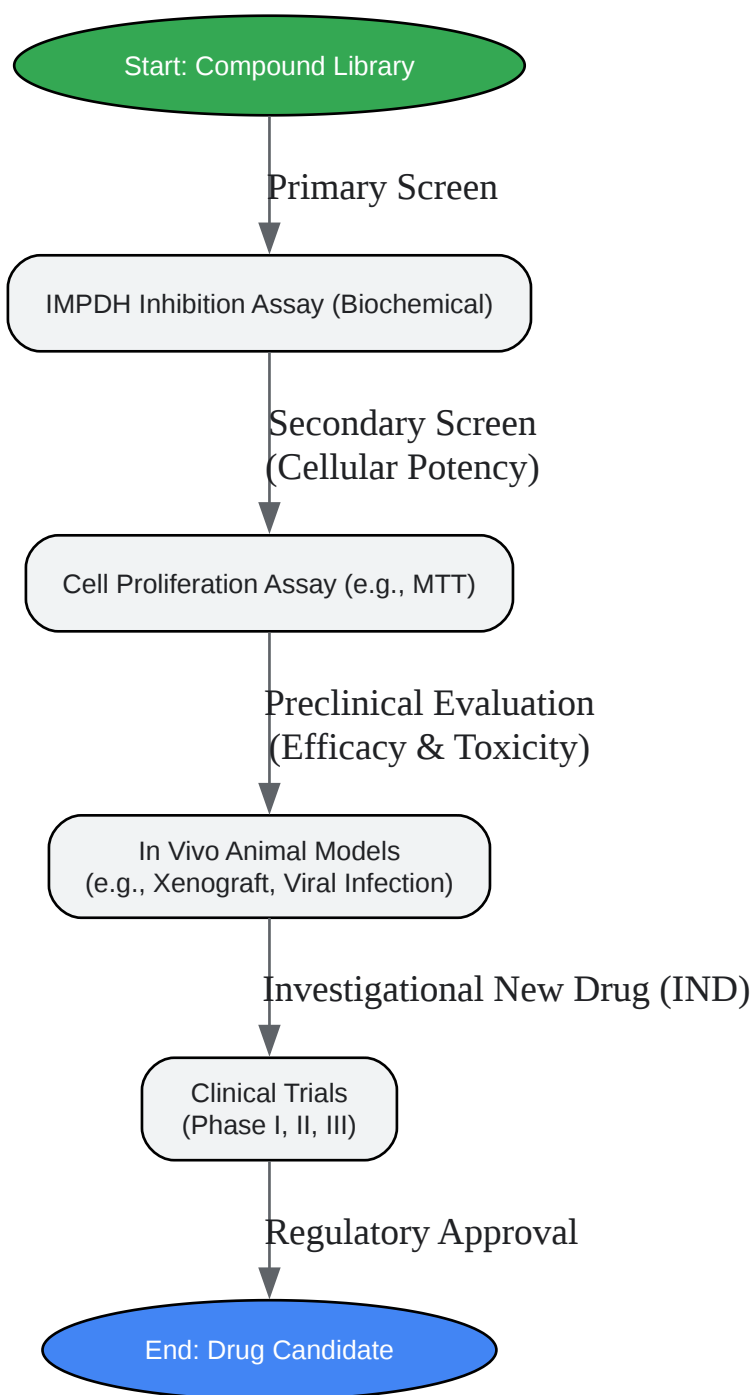 Start: Compound Library
Primary Screen
IMPDH Inhibition Assay (Biochemical)
Secondary Screen
(Cellular Potency)
Cell Proliferation Assay (e.g., MTT)
Preclinical Evaluation
(Efficacy & Toxicity)
In Vivo Animal Models
(e.g., Xenograft, Viral Infection)
Investigational New Drug (IND)
Clinical Trials
(Phase I, II, III)
Regulatory Approval
End: Drug Candidate